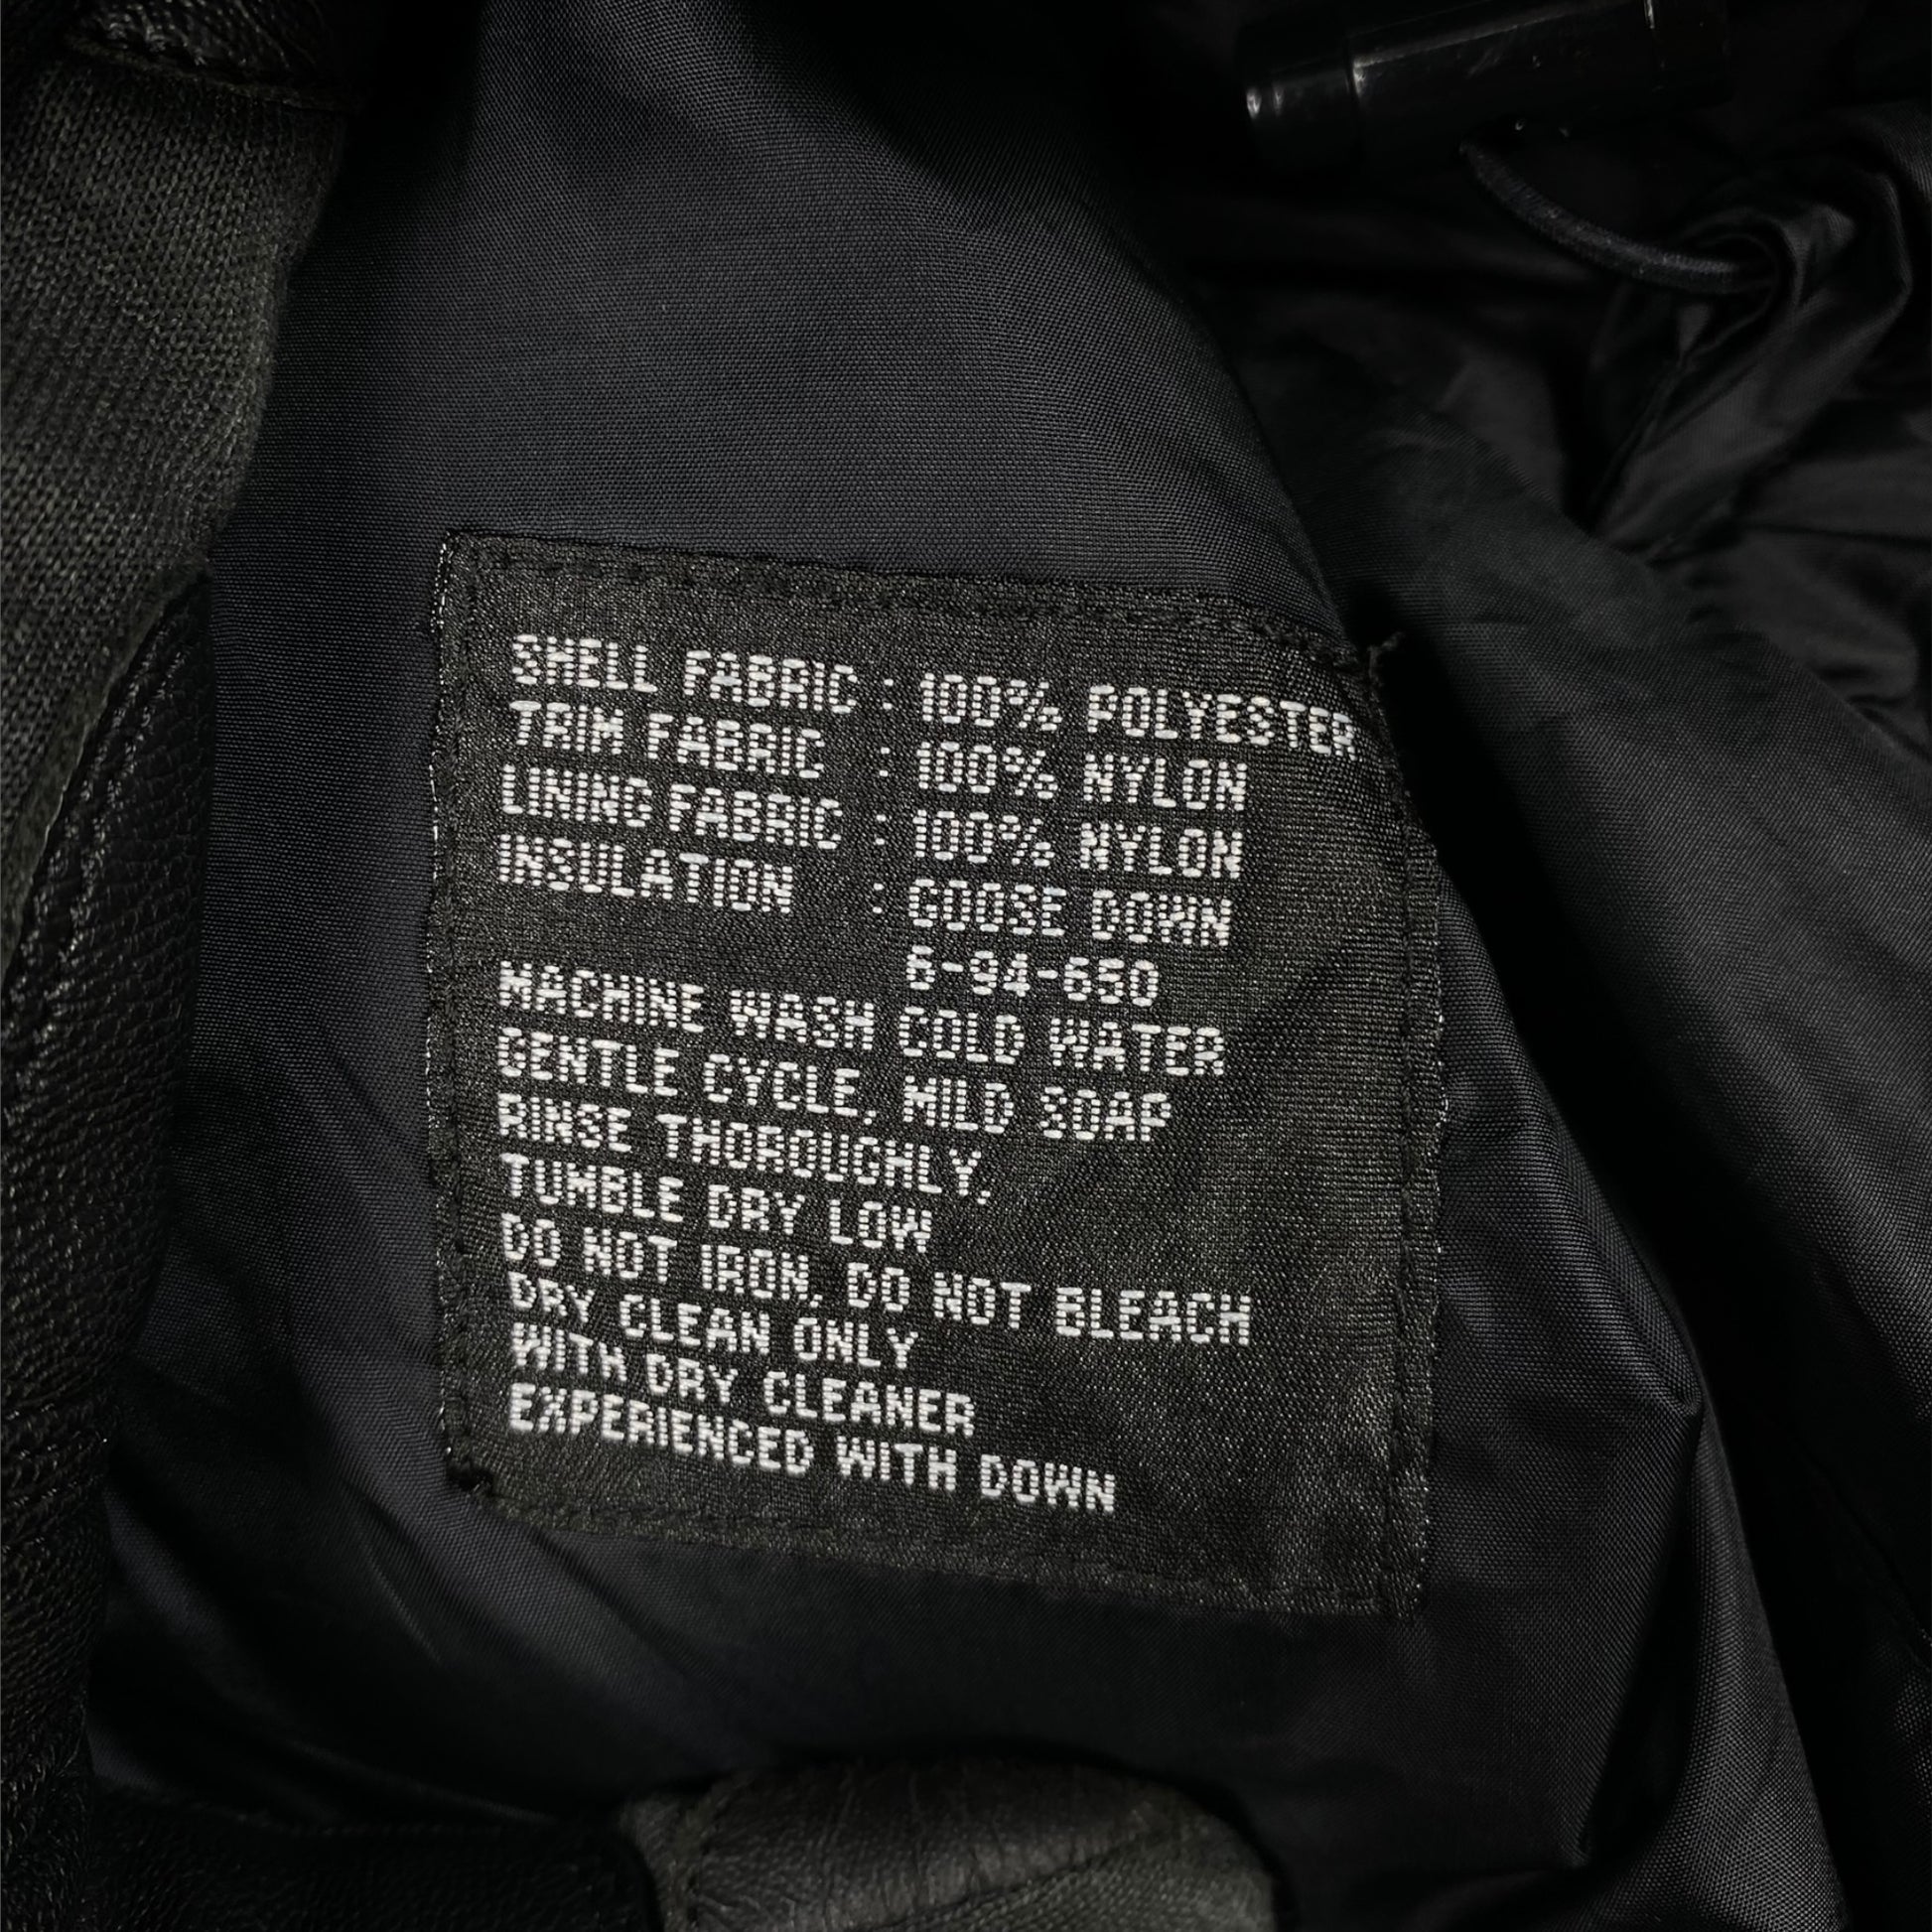 SHELL FABRIC : 100% POLYESTER
TRIM FABRIC : 100% NYLON
LINING FABRIC : 100% NYLON
INSULATION : GOOSE DOWN
6-94-650
MACHINE WASH COLD WATER
GENTLE CYCLE, MILD SOAP
RINSE THOROUGHLY,
TUMBLE DRY LOW
DO NOT IRON, DO NOT BLEACH
DRY CLEAN ONLY
WITH DRY CLEANER
EXPERIENCED WITH DOWN